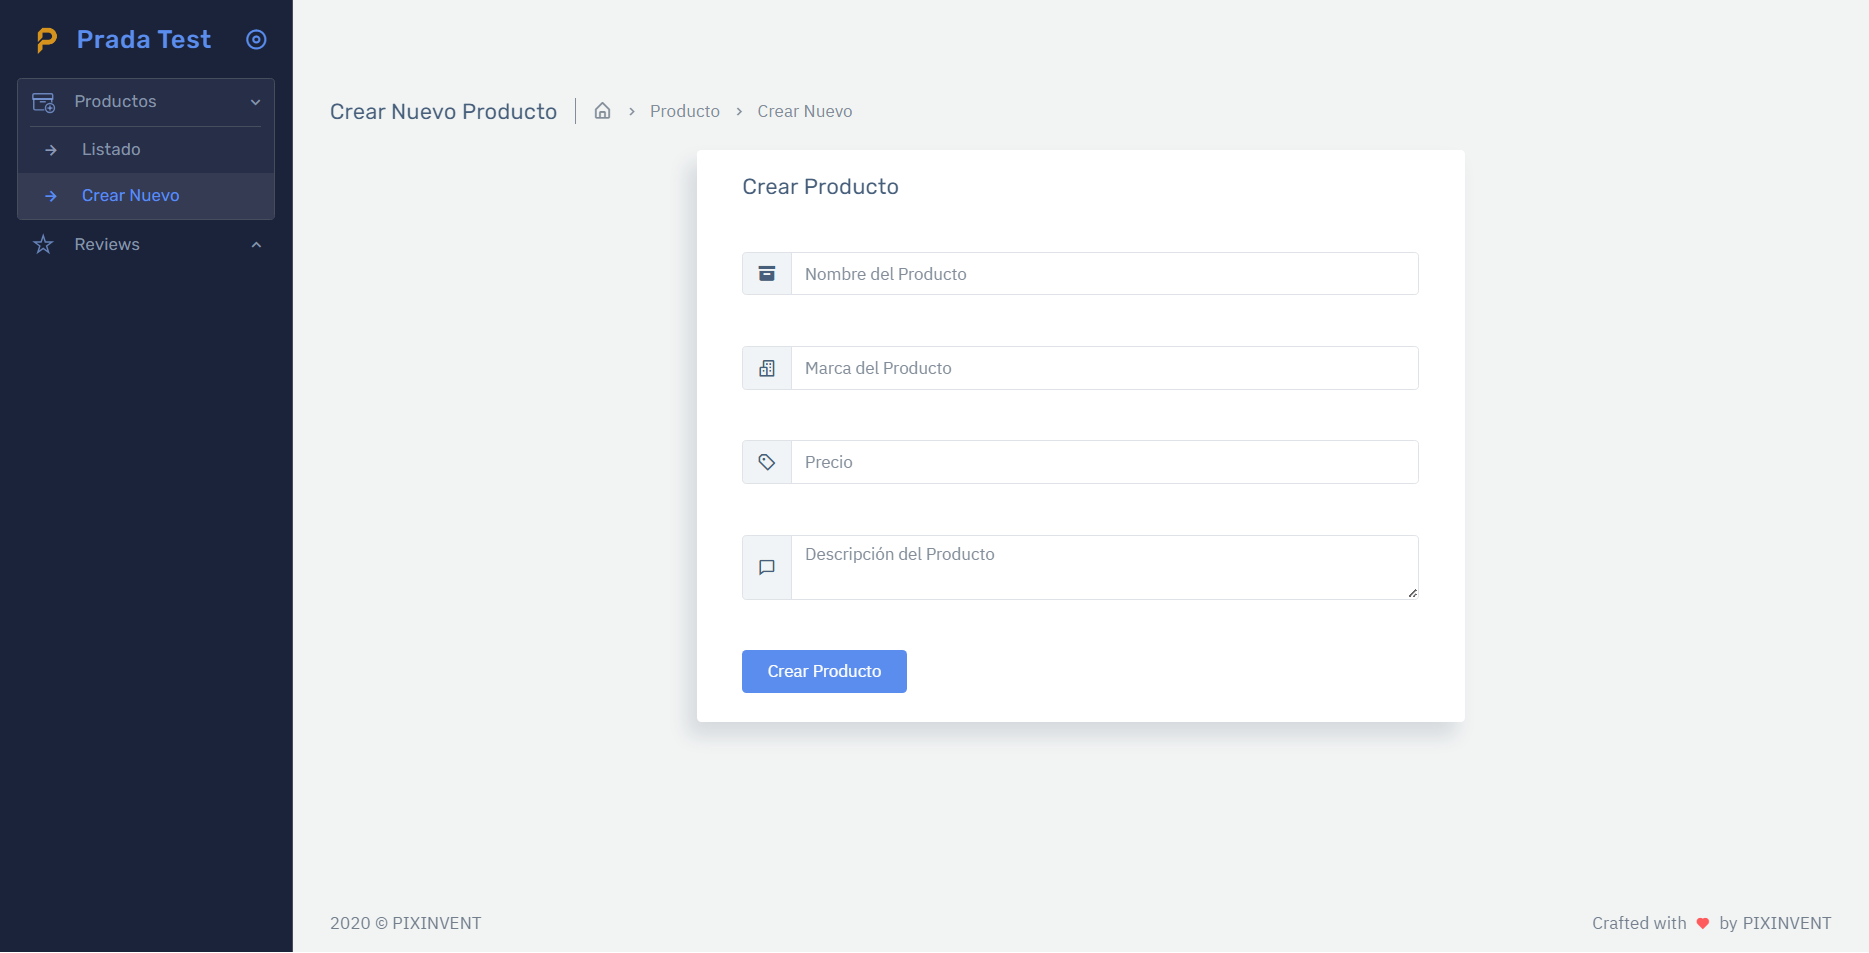 Prada Test
Productos
Listado
Crear Nuevo
Reviews
Crear Nuevo Producto
Producto
Crear Nuevo
Crear Producto
Nombre del Producto
Marca del Producto
Precio
Descripción del Producto
Crear Producto
2020 © PIXINVENT
Crafted with ♥ by PIXINVENT